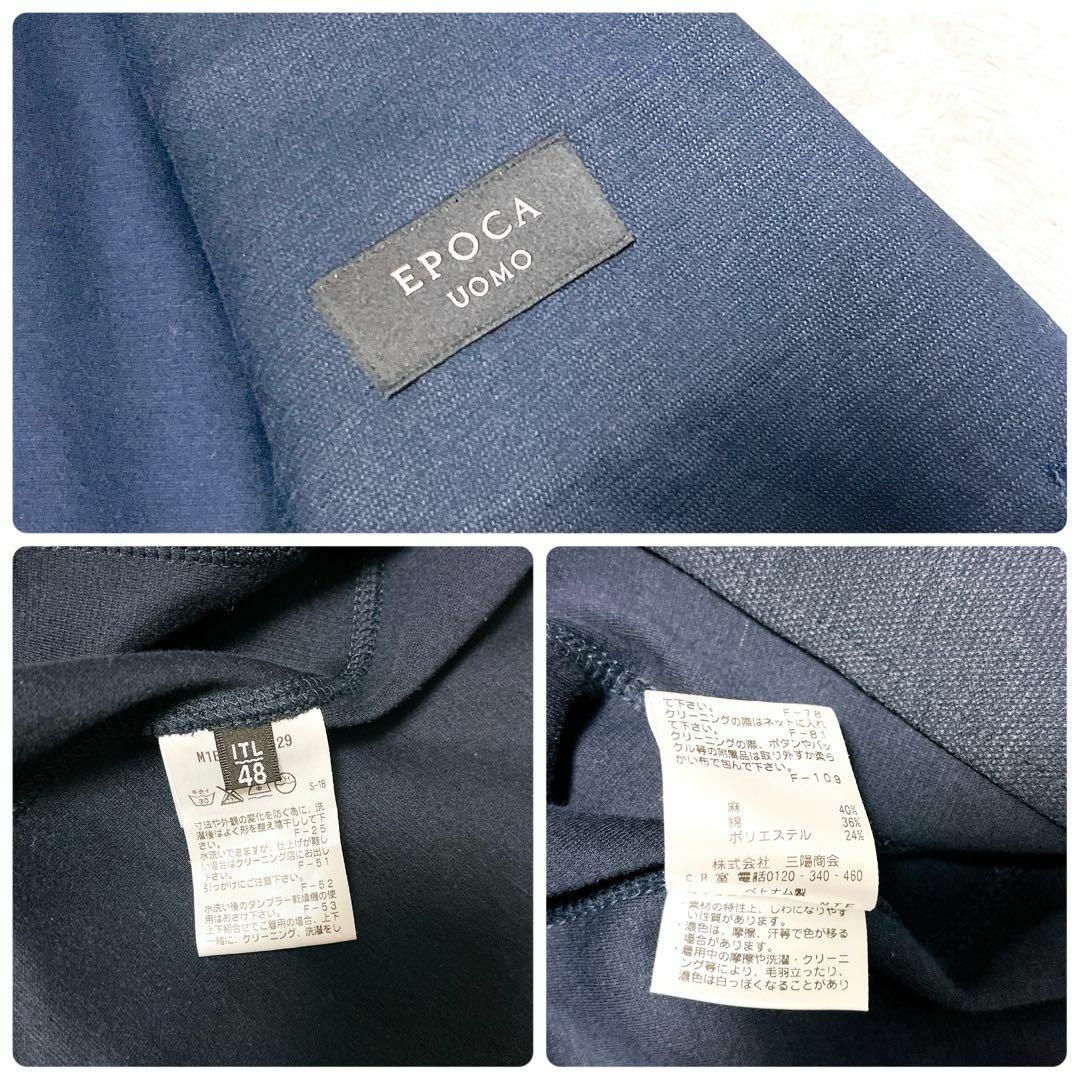 EPOCA
UOMO
M1B
29
ITL
48
手洗イ
30
中
S-18
寸法や外観の変化を防ぐ為に、洗
濯後はよく形を整え陰干して下
さい。 F-25
水洗いできますが、仕上げが難し
い場合はクリーニング店にお出し
下さい。 F-51
引っかけにご注意下さい。 F-52
水洗い後のタンブラー乾燥機の使
用はおさけ下さい。 F-53
上下組合せでご着用の場合、上下
一緒に、クリーニング、洗濯をし
て下さい。 F-78
クリーニングの際はネットに入れ
て下さい。 F-81
クリーニングの際、ボタンやバッ
クル等の附属品は取り外すか柔ら
かい布で包んで下さい。
F-109
麻 40%
綿 36%
ポリエステル 24%
株式会社 三陽商会
CR室 電話0120-340-460
ベトナム製
・素材の特性上、しわになりやす
い性質があります。
・濃色は、摩擦、汗等で色が移る
場合があります。
・着用中の摩擦や洗濯・クリーニ
ング等により、毛羽立ったり、
濃色は白っぽくなることがあり